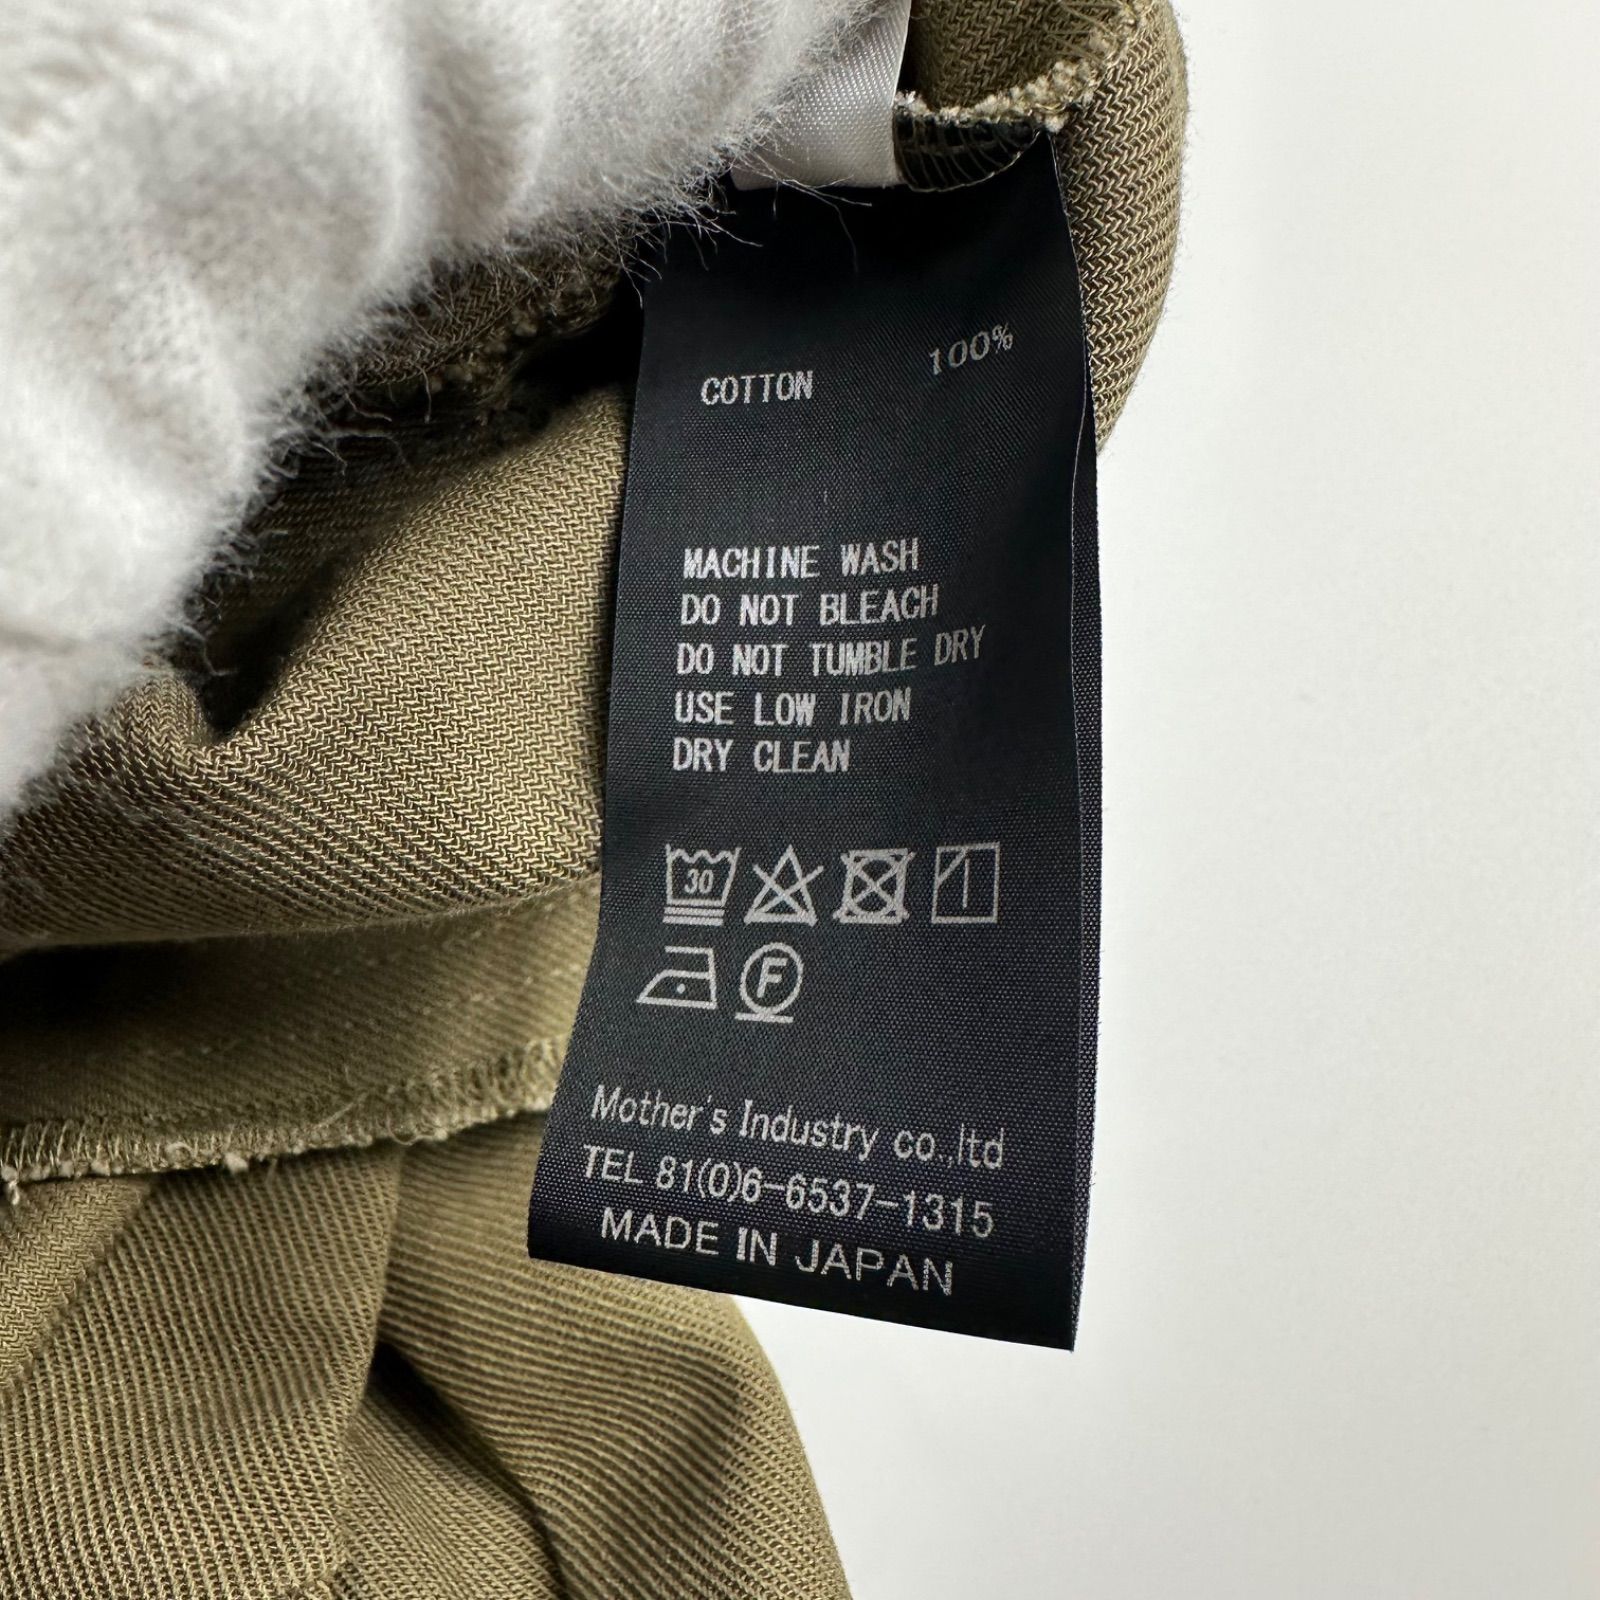 COTTON 100%
MACHINE WASH
DO NOT BLEACH
DO NOT TUMBLE DRY
USE LOW IRON
DRY CLEAN
30
F
Mother's Industry co.,ltd
TEL 81(0)6-6537-1315
MADE IN JAPAN